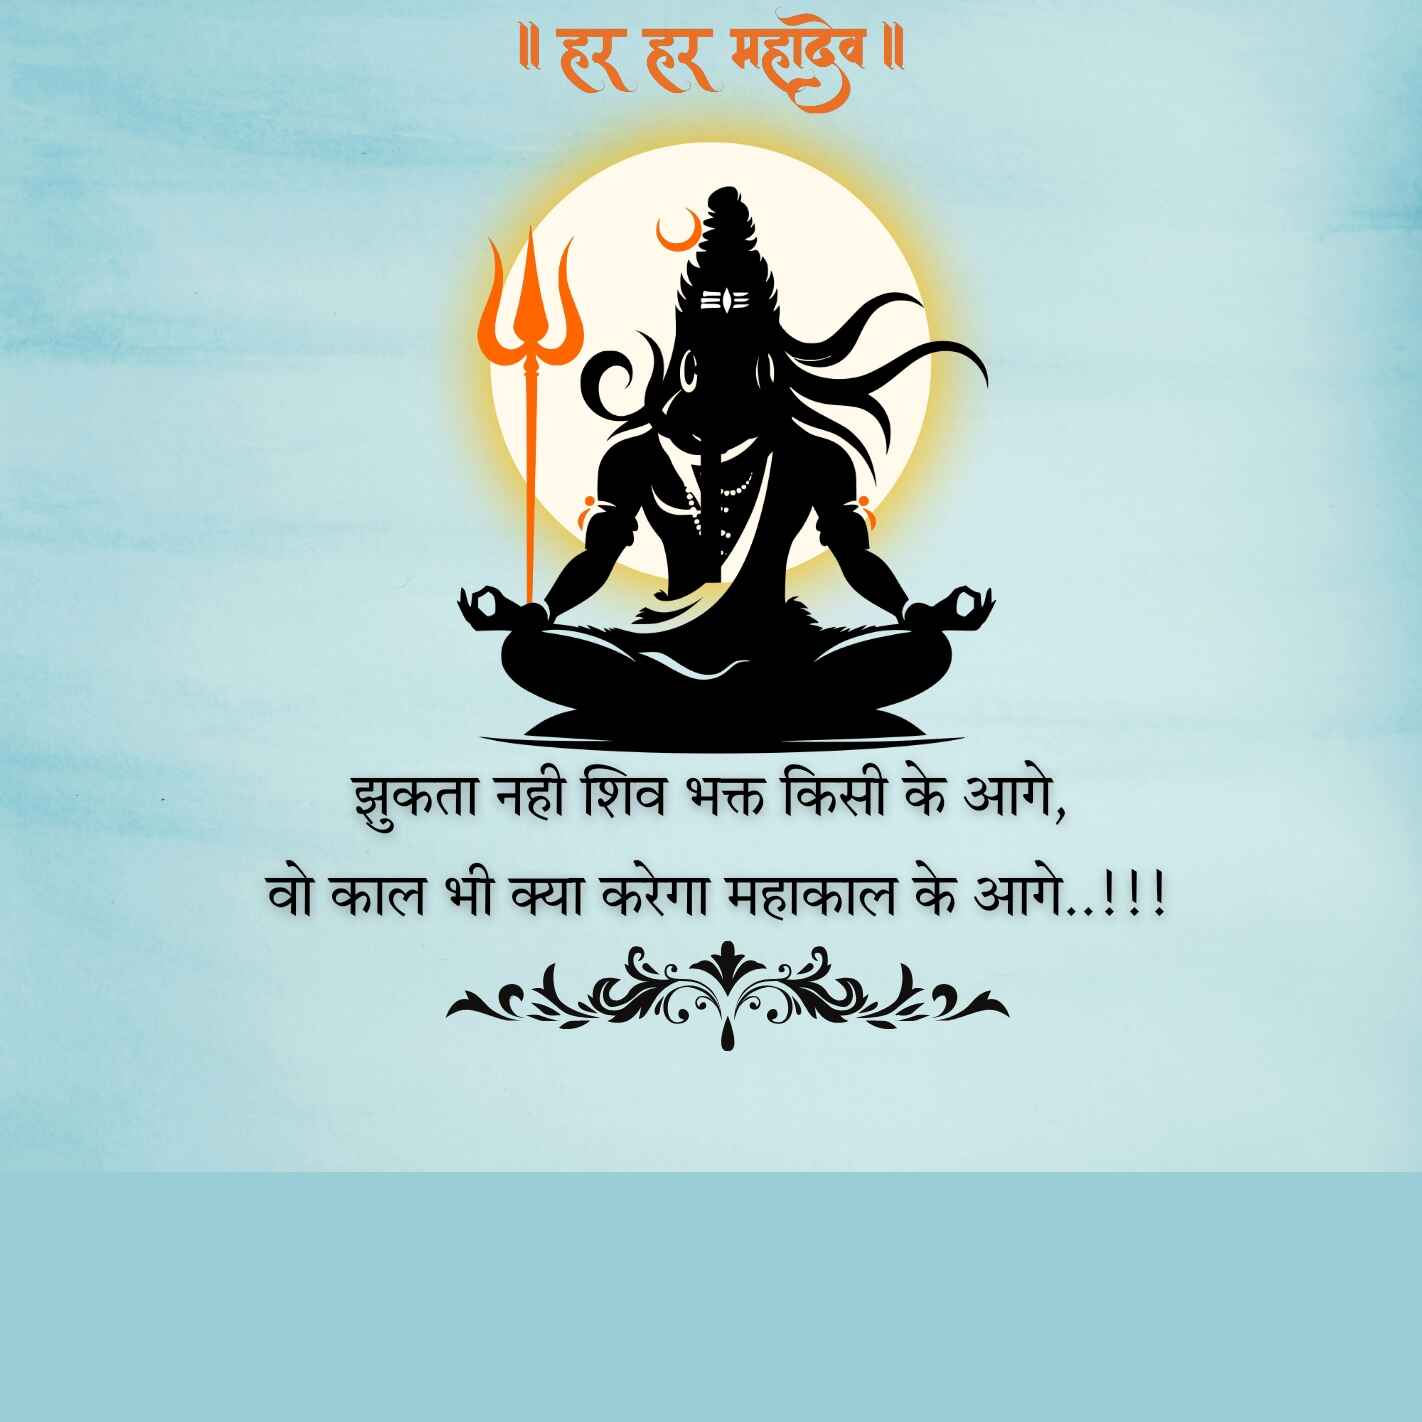 ॥ हर हर महादेव ॥
झुकता नही शिव भक्त किसी के आगे,
वो काल भी क्या करेगा महाकाल के आगे..!!!